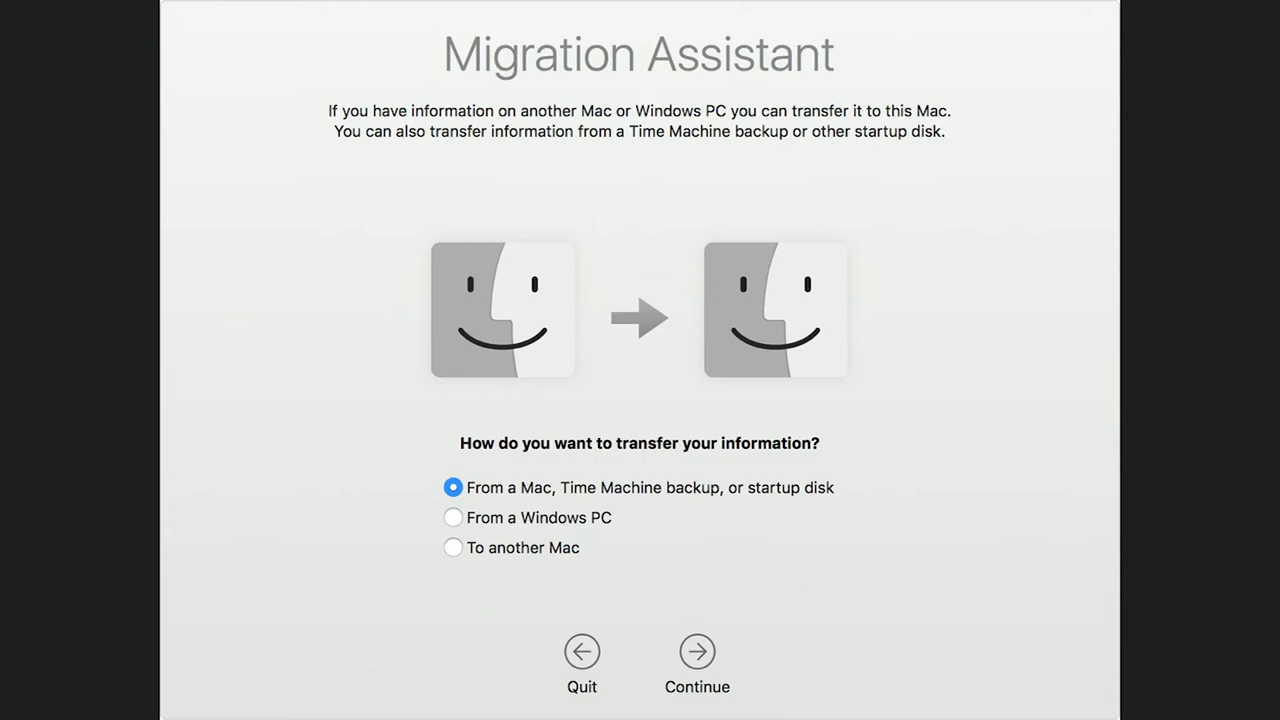 Migration Assistant
If you have information on another Mac or Windows PC you can transfer it to this Mac.
You can also transfer information from a Time Machine backup or other startup disk.
How do you want to transfer your information?
From a Mac, Time Machine backup, or startup disk
From a Windows PC
To another Mac
Quit
Continue